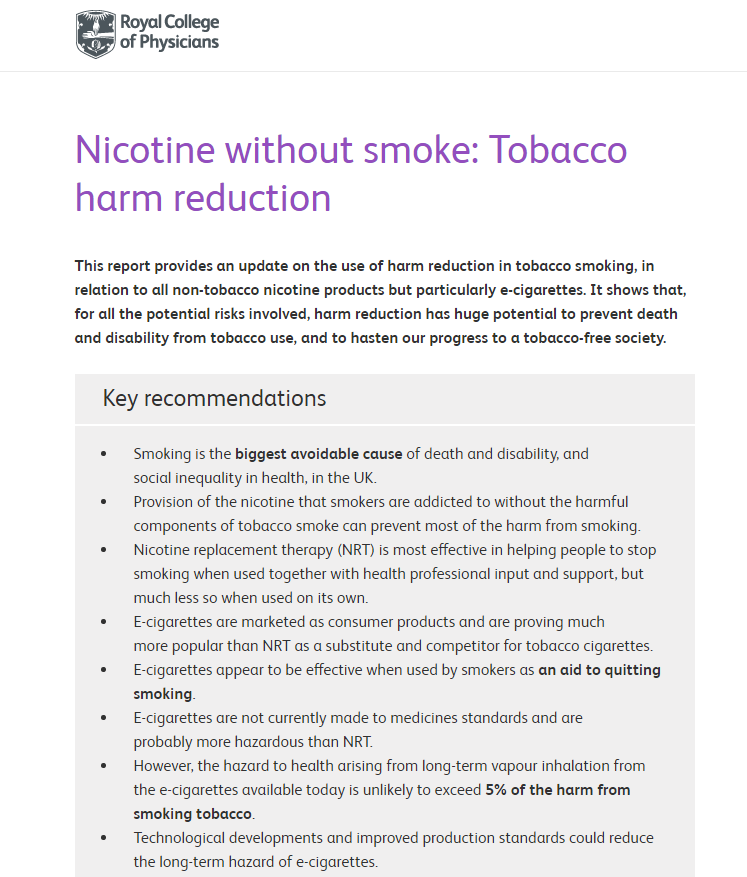 Royal College
of Physicians
Nicotine without smoke: Tobacco
harm reduction
This report provides an update on the use of harm reduction in tobacco smoking, in
relation to all non-tobacco nicotine products but particularly e-cigarettes. It shows that,
for all the potential risks involved, harm reduction has huge potential to prevent death
and disability from tobacco use, and to hasten our progress to a tobacco-free society.
Key recommendations
• Smoking is the biggest avoidable cause of death and disability, and
social inequality in health, in the UK.
• Provision of the nicotine that smokers are addicted to without the harmful
components of tobacco smoke can prevent most of the harm from smoking.
• Nicotine replacement therapy (NRT) is most effective in helping people to stop
smoking when used together with health professional input and support, but
much less so when used on its own.
• E-cigarettes are marketed as consumer products and are proving much
more popular than NRT as a substitute and competitor for tobacco cigarettes.
• E-cigarettes appear to be effective when used by smokers as an aid to quitting
smoking.
• E-cigarettes are not currently made to medicines standards and are
probably more hazardous than NRT.
• However, the hazard to health arising from long-term vapour inhalation from
the e-cigarettes available today is unlikely to exceed 5% of the harm from
smoking tobacco.
• Technological developments and improved production standards could reduce
the long-term hazard of e-cigarettes.